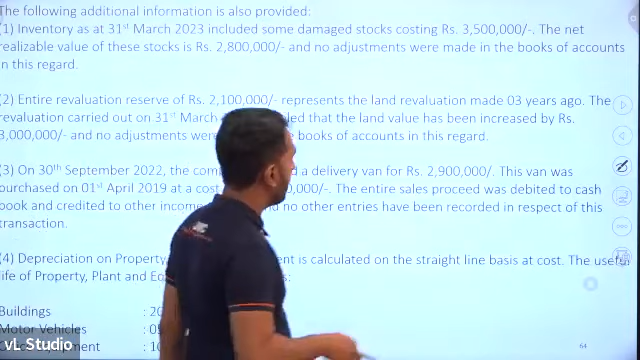 The following additional information is also provided:
(1) Inventory as at 31st March 2023 included some damaged stocks costing Rs. 3,500,000/-. The net
realizable value of these stocks is Rs. 2,800,000/- and no adjustments were made in the books of accounts
in this regard.
(2) Entire revaluation reserve of Rs. 2,100,000/- represents the land revaluation made 03 years ago. The
revaluation carried out on 31st March that the land value has been increased by Rs.
3,000,000/- and no adjustments were books of accounts in this regard.
(3) On 30th September 2022, the a delivery van for Rs. 2,900,000/-. This van was
purchased on 01st April 2019 at a cost The entire sales proceed was debited to cash
book and credited to other no other entries have been recorded in respect of this
transaction.
(4) Depreciation on Property, is calculated on the straight line basis at cost. The useful
life of Property, Plant and
Buildings :
Motor Vehicles :
vL Studio
64